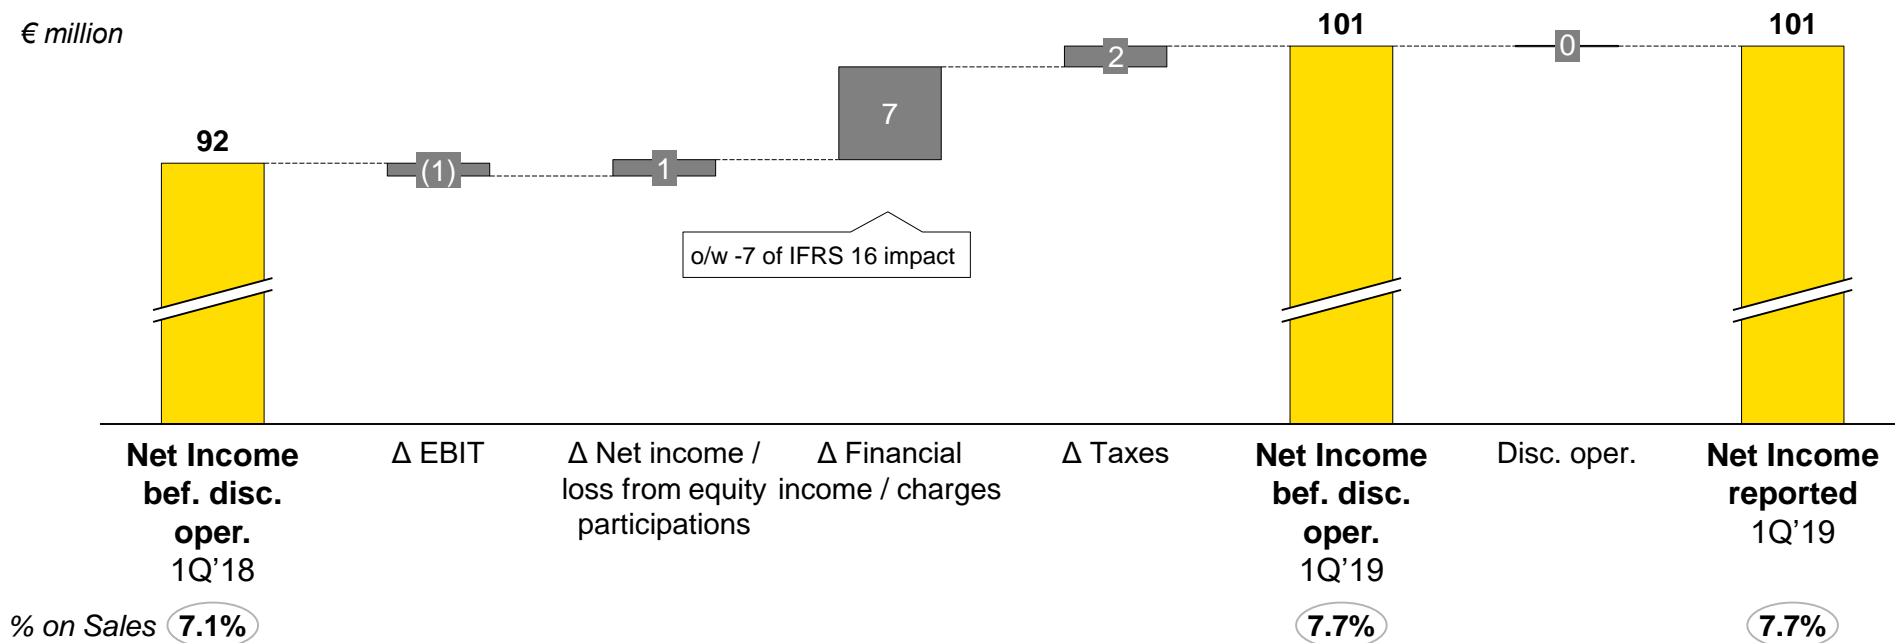 € million
92
(1)
1
7
2
101
0
101
o/w -7 of IFRS 16 impact
Net Income
bef. disc.
oper.
1Q’18
Δ EBIT
Δ Net income /
loss from equity
participations
Δ Financial
income / charges
Δ Taxes
Net Income
bef. disc.
oper.
1Q’19
Disc. oper.
Net Income
reported
1Q’19
% on Sales 7.1%
7.7%
7.7%